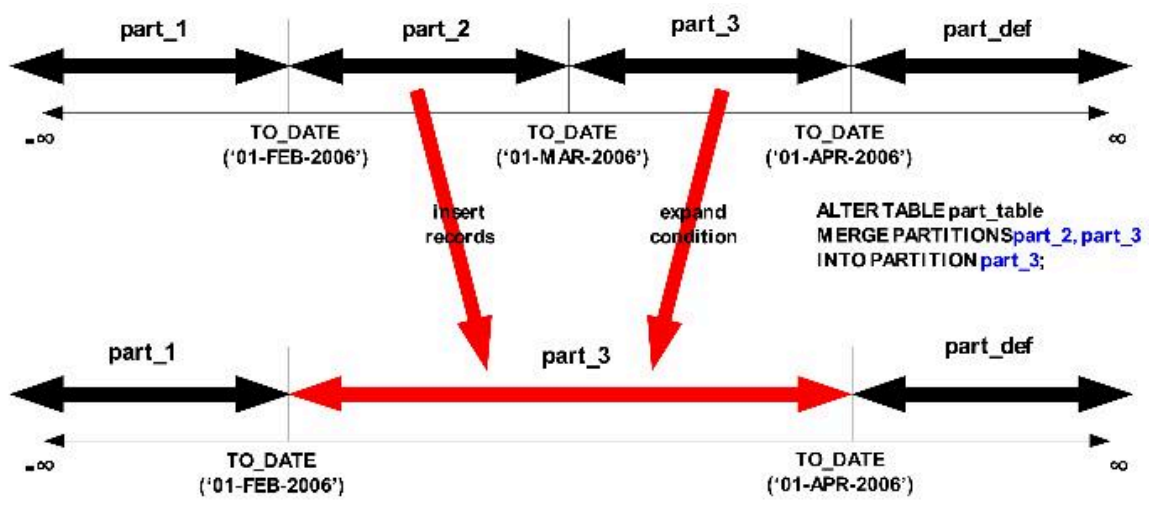 part_1 part_2 part_3 part_def
-∞ TO_DATE TO_DATE TO_DATE ∞
('01-FEB-2006') ('01-MAR-2006') ('01-APR-2006')
insert expand ALTER TABLE part_table
records condition MERGE PARTITIONS part_2, part_3
INTO PARTITION part_3;
part_1 part_3 part_def
-∞ TO_DATE TO_DATE ∞
('01-FEB-2006') ('01-APR-2006')